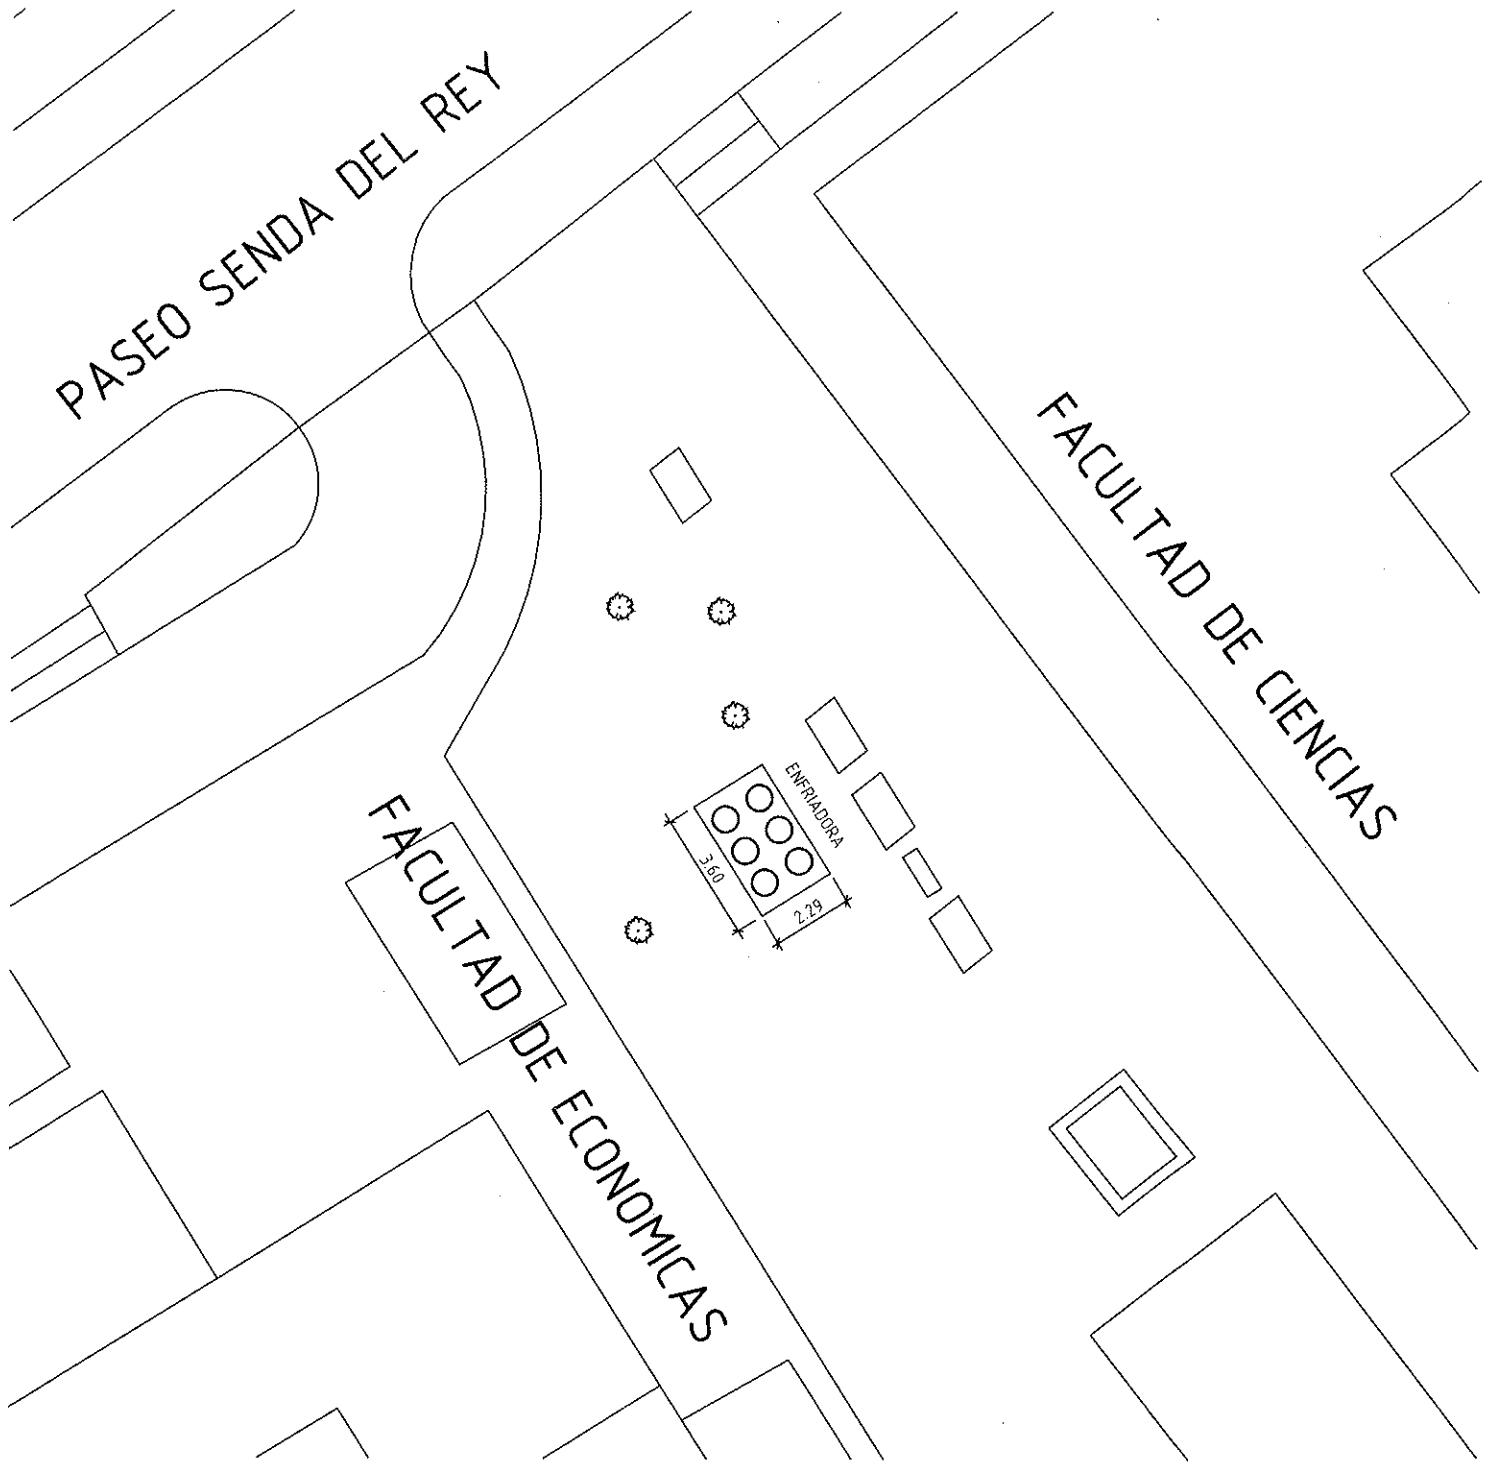 PASEO SENDA DEL REY
FACULTAD DE CIENCIAS
ENFRIADORA
3.60
2.29
FACULTAD DE ECONOMICAS